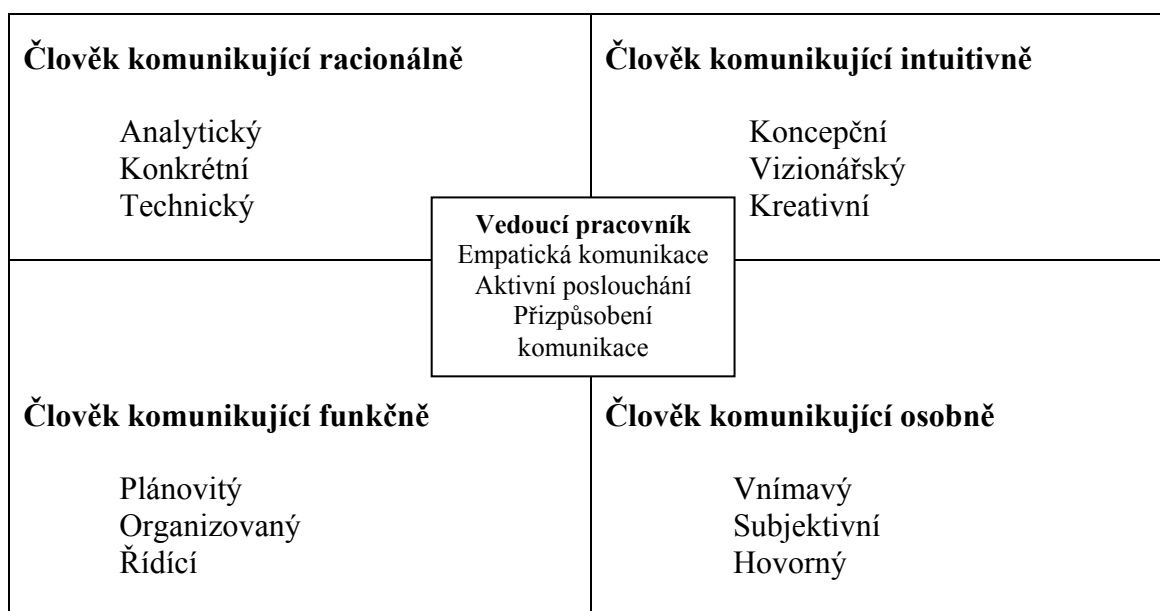 Člověk komunikující racionálně
Analytický
Konkrétní
Technický
Člověk komunikující intuitivně
Koncepční
Vizionářský
Kreativní
Vedoucí pracovník
Empatická komunikace
Aktivní poslouchání
Přizpůsobení
komunikace
Člověk komunikující funkčně
Plánovitý
Organizovaný
Řídící
Člověk komunikující osobně
Vnímavý
Subjektivní
Hovorný